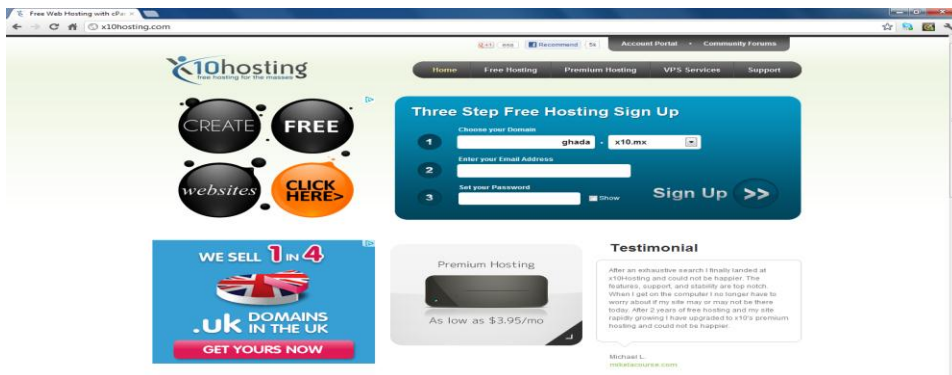 Free Web Hosting with cPa
x10hosting.com
Recommend 5k
Account Portal • Community Forums
x10hosting
free hosting for the masses
Home Free Hosting Premium Hosting VPS Services Support
CREATE FREE
websites CLICK HERE>
Three Step Free Hosting Sign Up
Choose your Domain
1 ghada . x10.mx
Enter your Email Address
2
Set your Password
3 Show
Sign Up >>
WE SELL 1 IN 4
.uk DOMAINS IN THE UK
GET YOURS NOW
Premium Hosting
As low as $3.95/mo
Testimonial
After an exhaustive search I finally landed at
x10Hosting and could not be happier. The
features, support, and stability are top notch.
When I get on the computer I no longer have to
worry about if my site may or may not be there
today. After 2 years of free hosting and my site
rapidly growing I have upgraded to x10's premium
hosting and could not be happier.
Michael L.